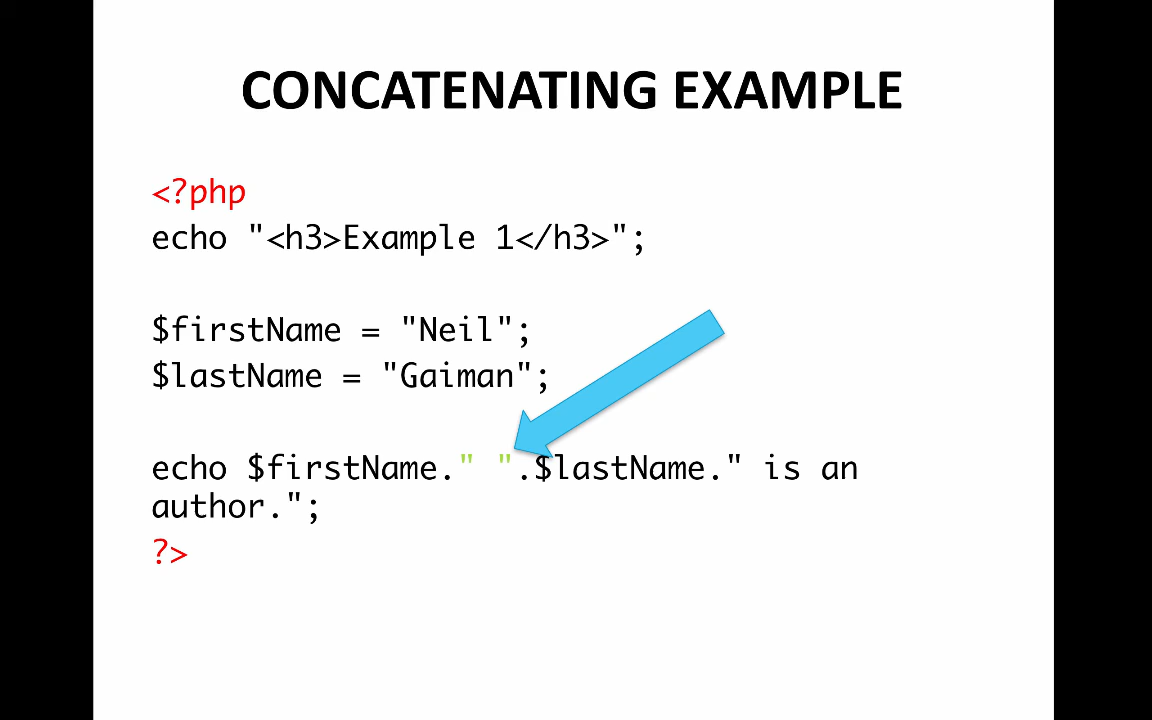 CONCATENATING EXAMPLE
<?php
echo "<h3>Example 1</h3>";
$firstName = "Neil";
$lastName = "Gaiman";
echo $firstName." ".$lastName." is an
author.";
?>